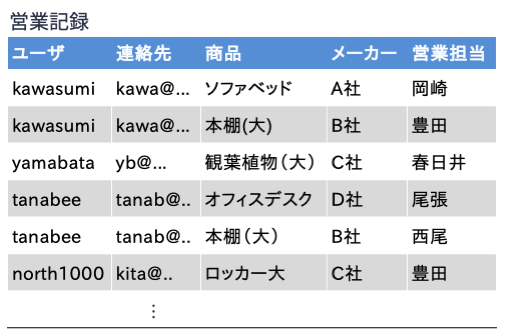 営業記録
ユーザ 連絡先 商品 メーカー 営業担当
kawasumi kawa@... ソファベッド A社 岡崎
kawasumi kawa@... 本棚(大) B社 豊田
yamabata yb@... 観葉植物（大） C社 春日井
tanabee tanab@.. オフィスデスク D社 尾張
tanabee tanab@.. 本棚（大） B社 西尾
north1000 kita@.. ロッカー大 C社 豊田
⋮